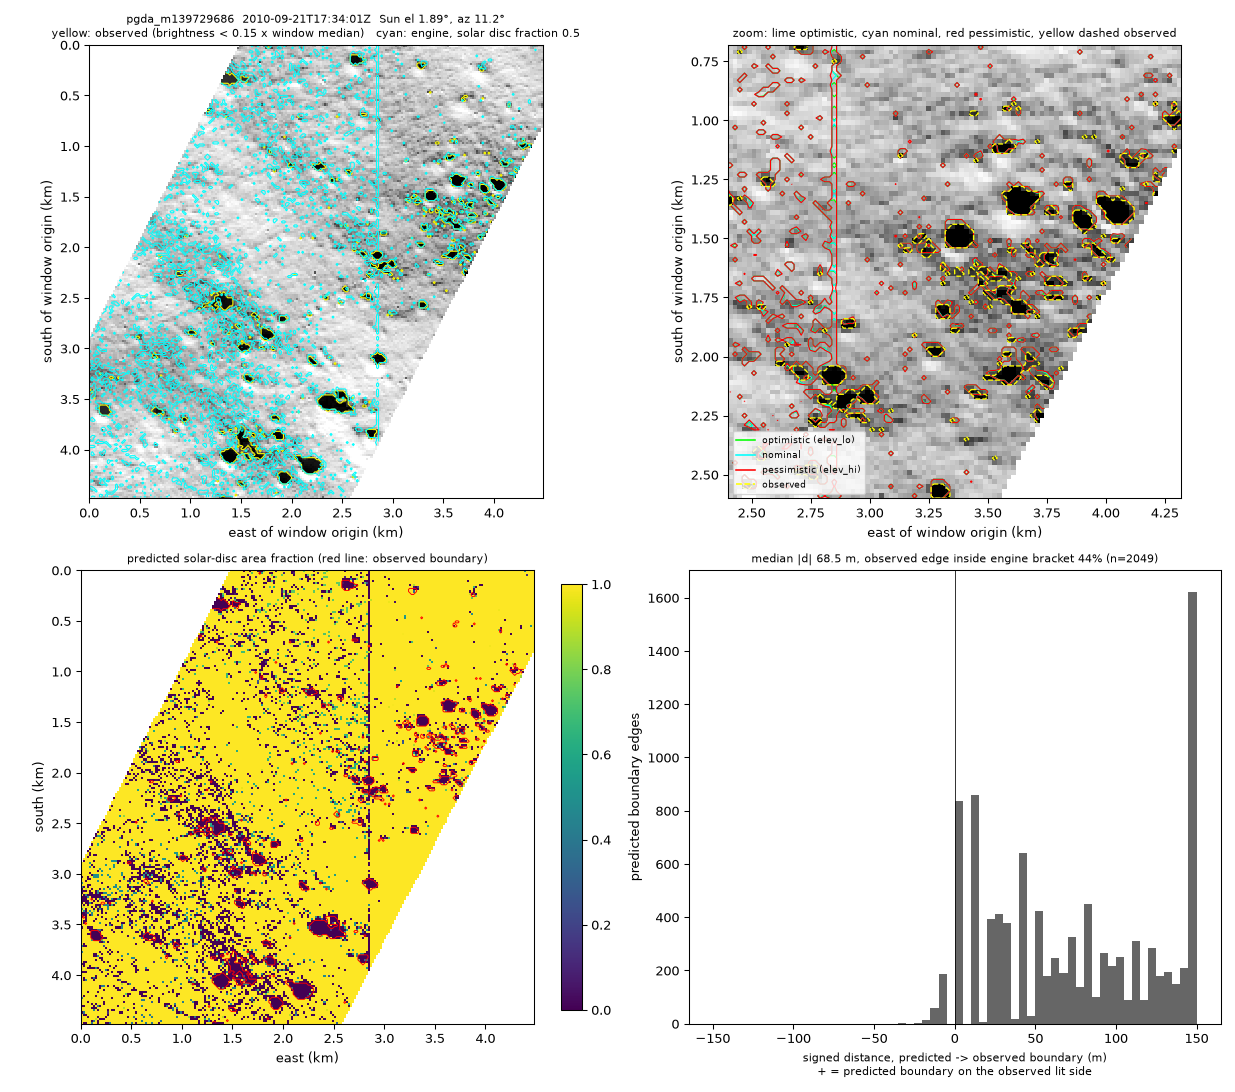 pgda_m139729686 2010-09-21T17:34:01Z Sun el 1.89°, az 11.2°
yellow: observed (brightness < 0.15 x window median) cyan: engine, solar disc fraction 0.5
0.0
0.5
1.0
1.5
2.0
2.5
3.0
3.5
4.0
south of window origin (km)
0.0 0.5 1.0 1.5 2.0 2.5 3.0 3.5 4.0
east of window origin (km)
zoom: lime optimistic, cyan nominal, red pessimistic, yellow dashed observed
0.75
1.00
1.25
1.50
1.75
2.00
2.25
2.50
south of window origin (km)
optimistic (elev_lo)
nominal
pessimistic (elev_hi)
observed
2.50 2.75 3.00 3.25 3.50 3.75 4.00 4.25
east of window origin (km)
predicted solar-disc area fraction (red line: observed boundary)
0.0
0.5
1.0
1.5
2.0
2.5
3.0
3.5
4.0
south (km)
0.0 0.5 1.0 1.5 2.0 2.5 3.0 3.5 4.0
east (km)
1.0
0.8
0.6
0.4
0.2
0.0
median |d| 68.5 m, observed edge inside engine bracket 44% (n=2049)
1600
1400
1200
1000
800
600
400
200
0
predicted boundary edges
−150 −100 −50 0 50 100 150
signed distance, predicted -> observed boundary (m)
+ = predicted boundary on the observed lit side